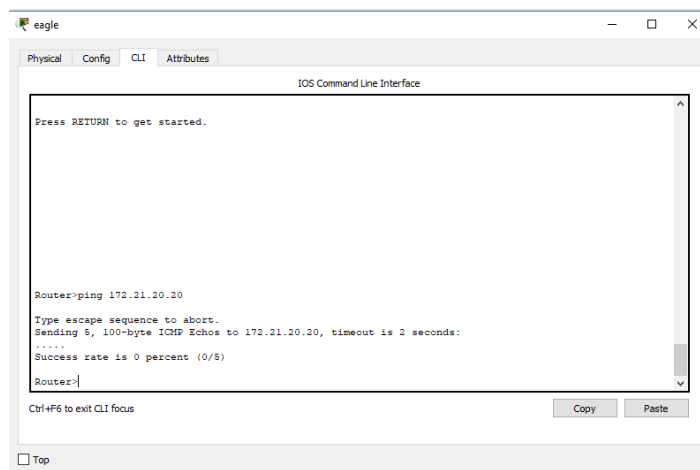 eagle
Physical Config CLI Attributes
IOS Command Line Interface
Press RETURN to get started.
Router>ping 172.21.20.20
Type escape sequence to abort.
Sending 5, 100-byte ICMP Echos to 172.21.20.20, timeout is 2 seconds:
.....
Success rate is 0 percent (0/5)
Router>
Ctrl+F6 to exit CLI focus
Copy Paste
Top